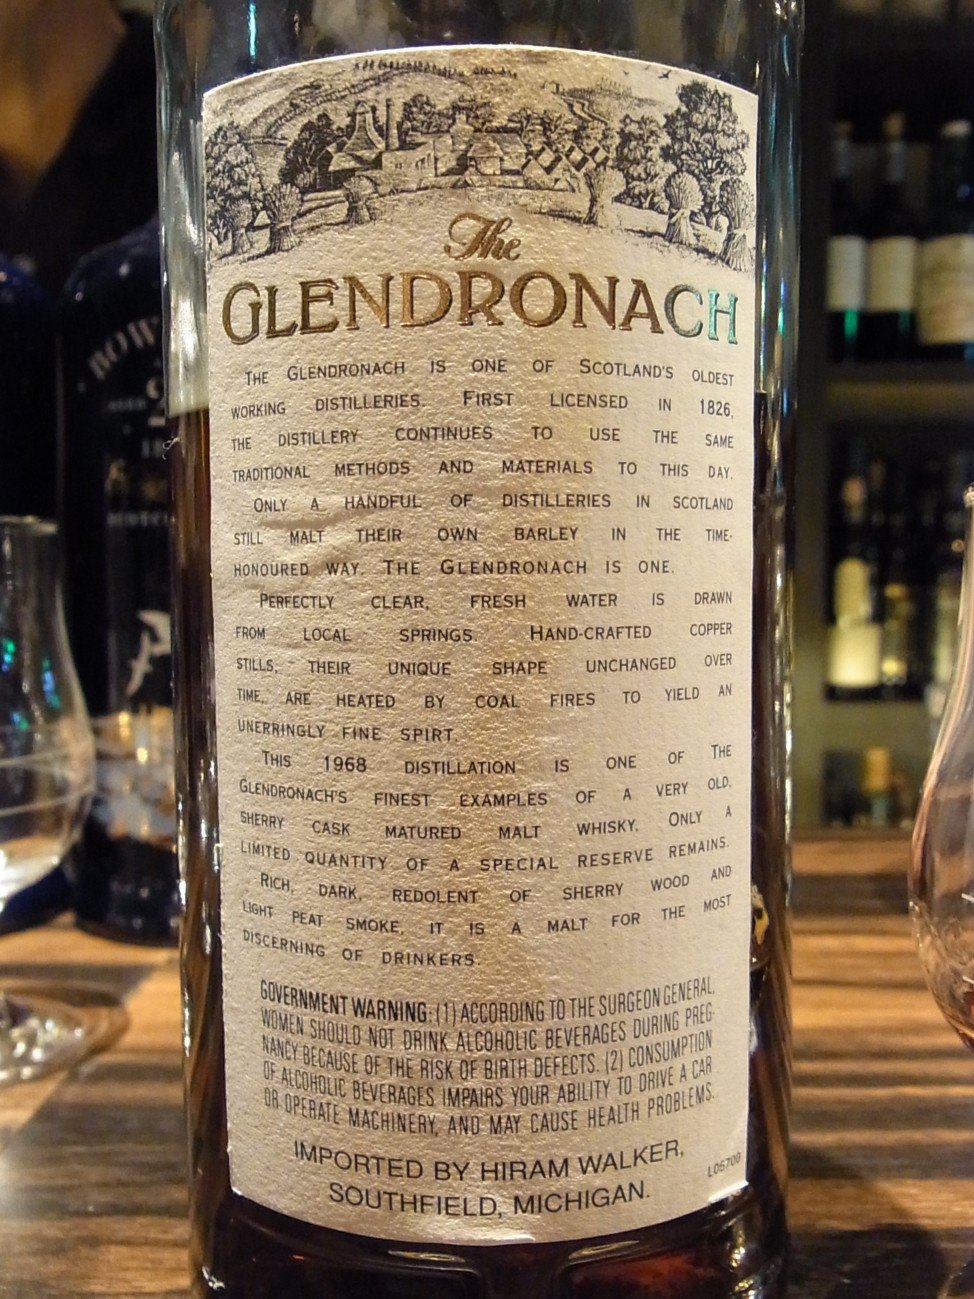 The
GLENDRONACH
THE GLENDRONACH IS ONE OF SCOTLAND'S OLDEST
WORKING DISTILLERIES. FIRST LICENSED IN 1826,
THE DISTILLERY CONTINUES TO USE THE SAME
TRADITIONAL METHODS AND MATERIALS TO THIS DAY.
ONLY A HANDFUL OF DISTILLERIES IN SCOTLAND
STILL MALT THEIR OWN BARLEY IN THE TIME-
HONOURED WAY. THE GLENDRONACH IS ONE.
PERFECTLY CLEAR, FRESH WATER IS DRAWN
FROM LOCAL SPRINGS. HAND-CRAFTED COPPER
STILLS, THEIR UNIQUE SHAPE UNCHANGED OVER
TIME, ARE HEATED BY COAL FIRES TO YIELD AN
UNERRINGLY FINE SPIRT.
THIS 1968 DISTILLATION IS ONE OF THE
GLENDRONACH'S FINEST EXAMPLES OF A VERY OLD,
SHERRY CASK MATURED MALT WHISKY. ONLY A
LIMITED QUANTITY OF A SPECIAL RESERVE REMAINS.
RICH, DARK, REDOLENT OF SHERRY WOOD AND
LIGHT PEAT SMOKE, IT IS A MALT FOR THE MOST
DISCERNING OF DRINKERS.
GOVERNMENT WARNING: (1) ACCORDING TO THE SURGEON GENERAL,
WOMEN SHOULD NOT DRINK ALCOHOLIC BEVERAGES DURING PREG-
NANCY BECAUSE OF THE RISK OF BIRTH DEFECTS. (2) CONSUMPTION
OF ALCOHOLIC BEVERAGES IMPAIRS YOUR ABILITY TO DRIVE A CAR
OR OPERATE MACHINERY, AND MAY CAUSE HEALTH PROBLEMS.
IMPORTED BY HIRAM WALKER,
SOUTHFIELD, MICHIGAN.